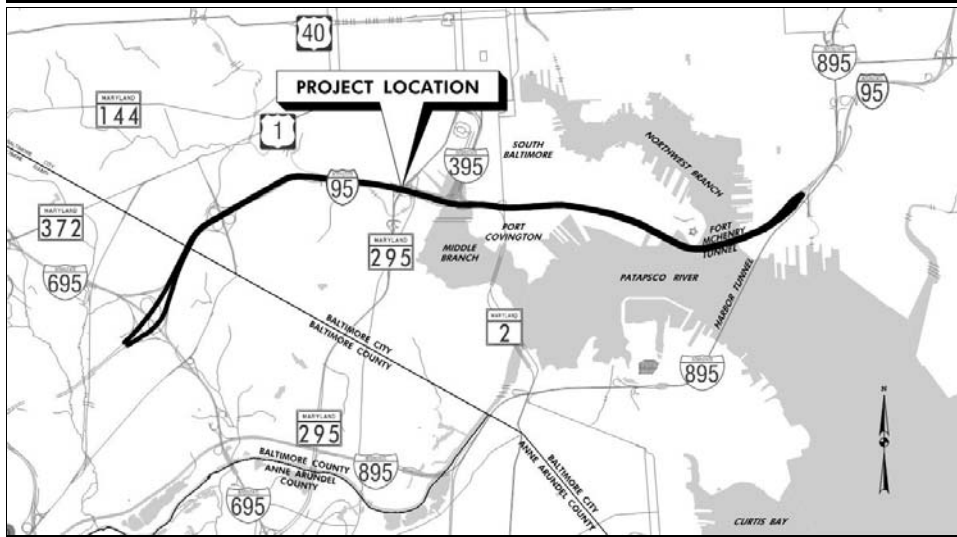 40
895
95
MARYLAND
144
PROJECT LOCATION
1
SOUTH
BALTIMORE
NORTHWEST BRANCH
395
95
MARYLAND
372
PORT
COVINGTON
FORT
MCHENRY
TUNNEL
MARYLAND
295
MIDDLE
BRANCH
695
PATAPSCO RIVER
HARBOR TUNNEL
BALTIMORE CITY
BALTIMORE COUNTY
MARYLAND
2
895
N
MARYLAND
295
BALTIMORE COUNTY
ANNE ARUNDEL
COUNTY
895
BALTIMORE CITY
ANNE ARUNDEL COUNTY
695
CURTIS BAY